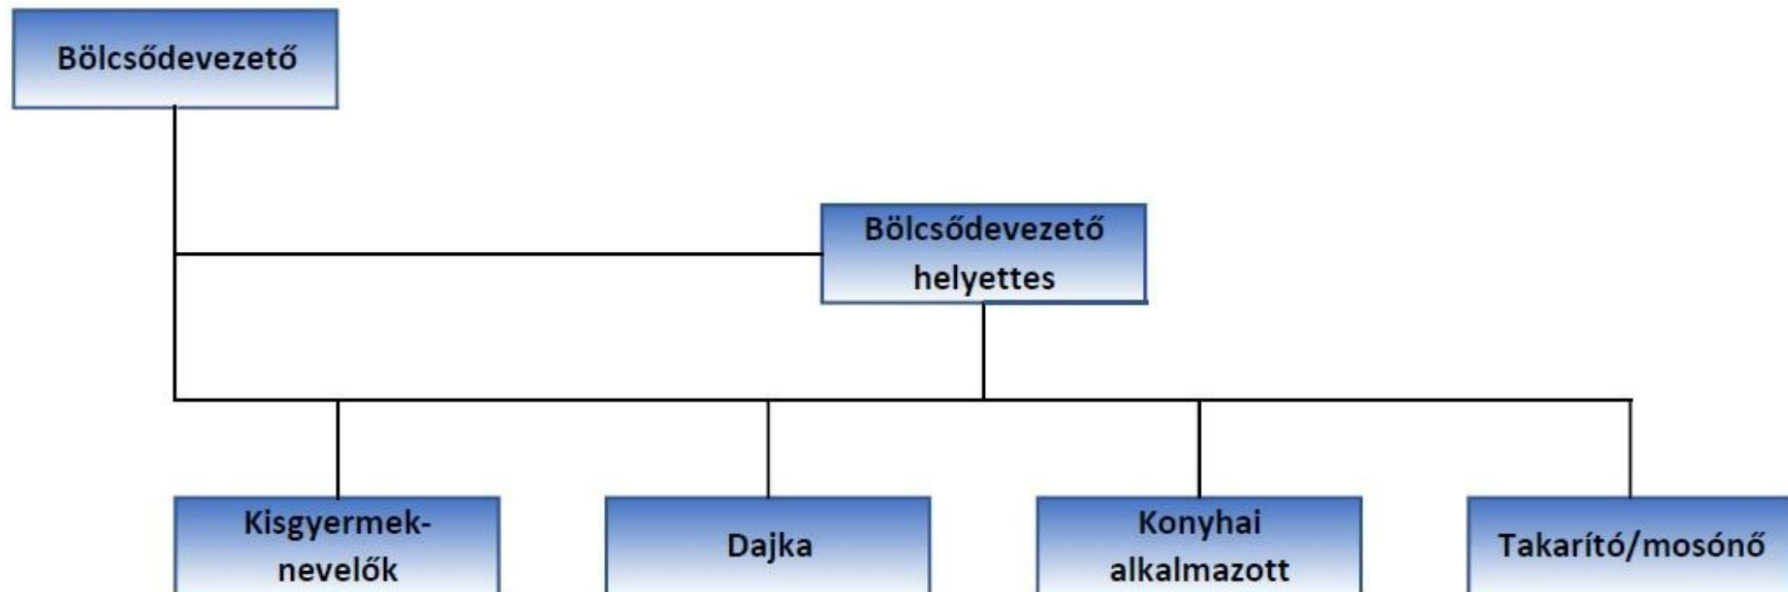 Bölcsődevezető
Bölcsődevezető
helyettes
Kisgyermek-
nevelők
Dajka
Konyhai
alkalmazott
Takarító/mosónő